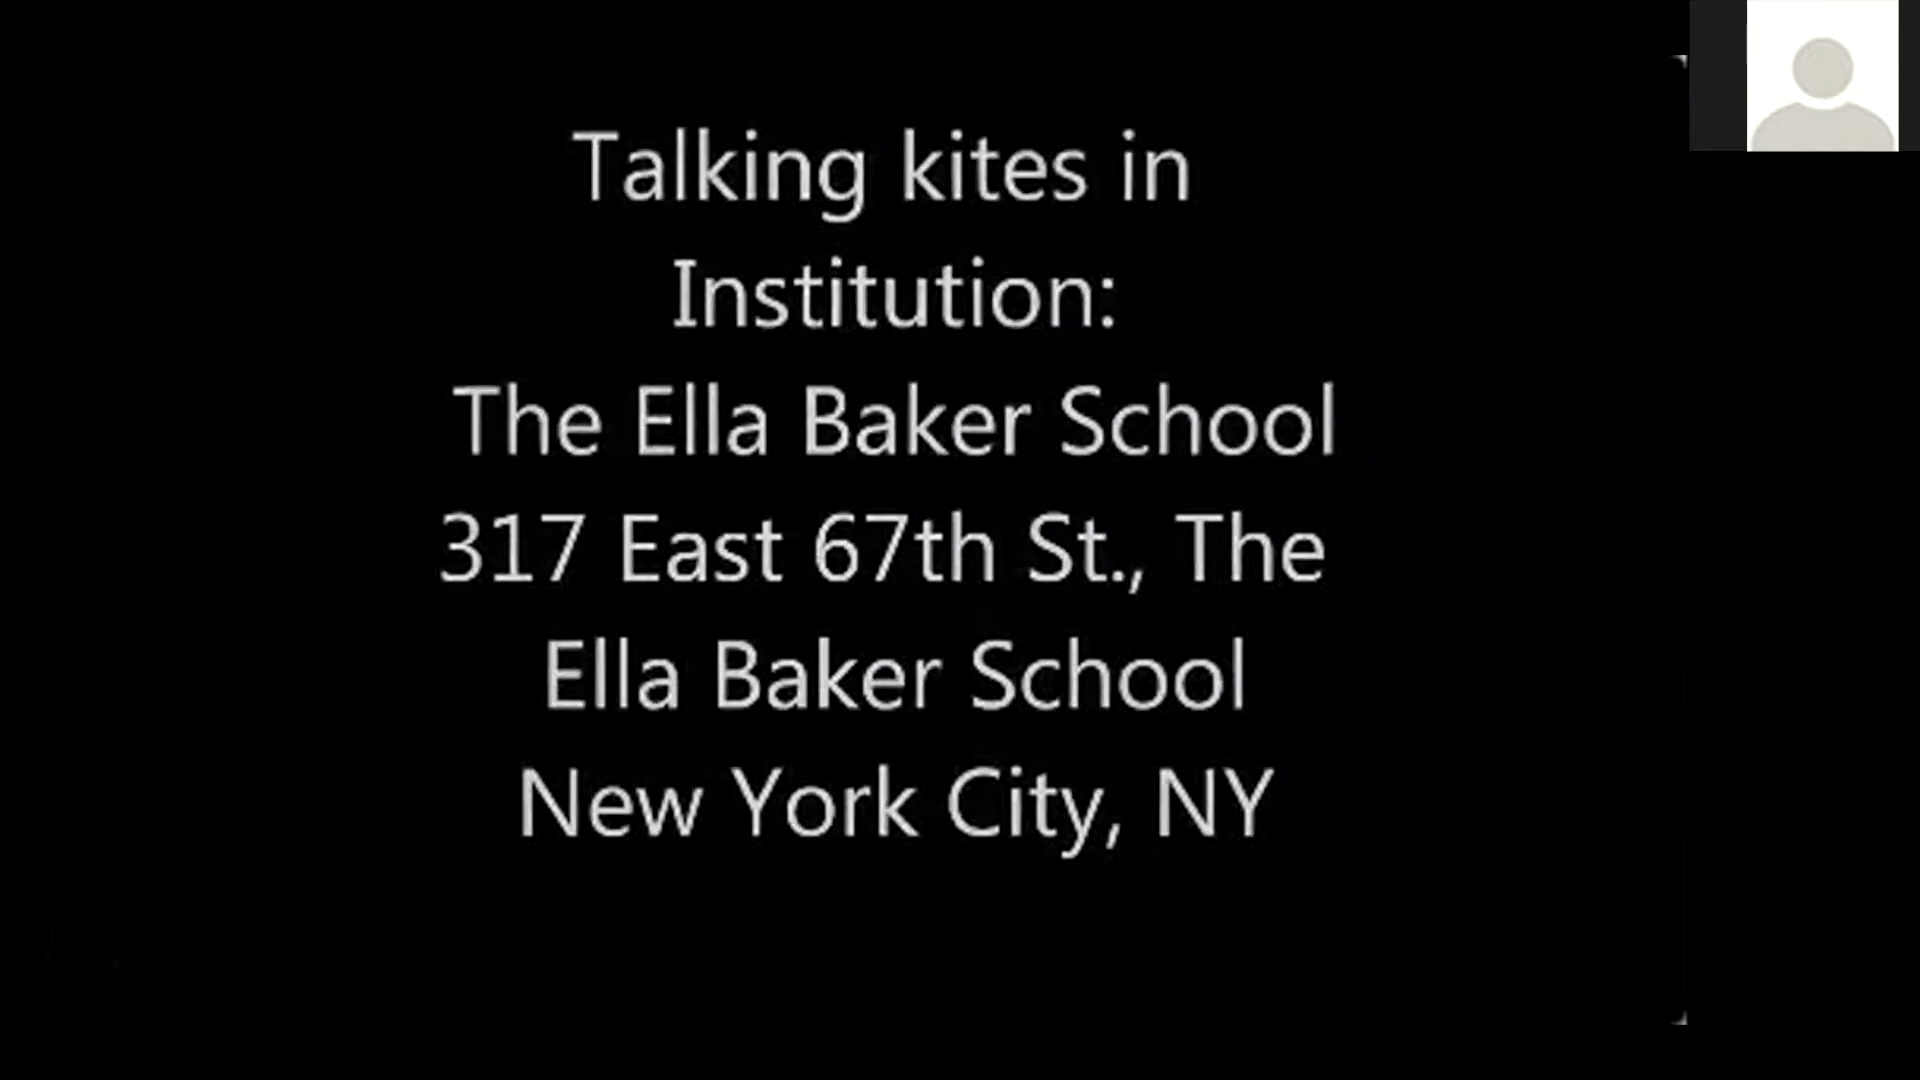 Talking kites in
Institution:
The Ella Baker School
317 East 67th St., The
Ella Baker School
New York City, NY